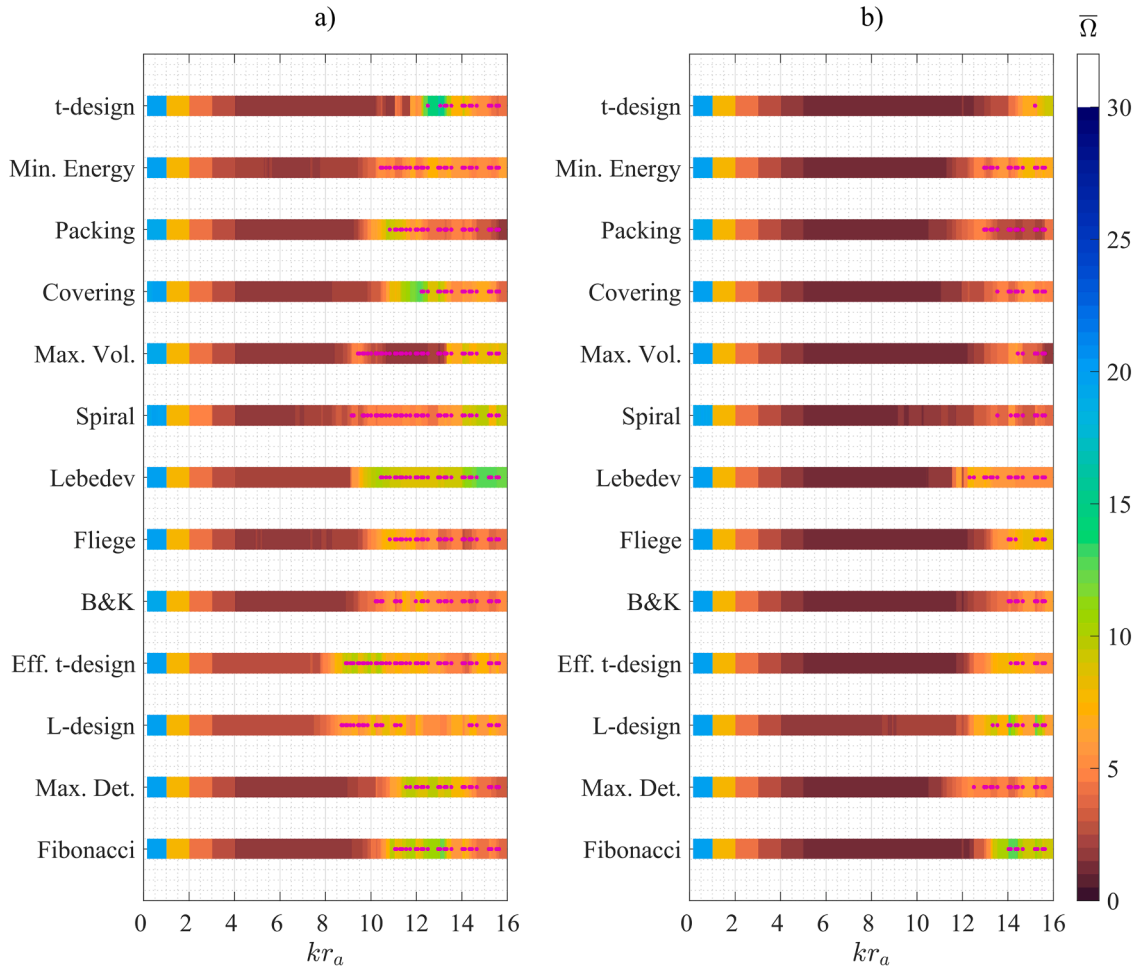 a)
b)
Ω̅
t-design
Min. Energy
Packing
Covering
Max. Vol.
Spiral
Lebedev
Fliege
B&K
Eff. t-design
L-design
Max. Det.
Fibonacci
0 2 4 6 8 10 12 14 16
kr_a
t-design
Min. Energy
Packing
Covering
Max. Vol.
Spiral
Lebedev
Fliege
B&K
Eff. t-design
L-design
Max. Det.
Fibonacci
0 2 4 6 8 10 12 14 16
kr_a
30
25
20
15
10
5
0